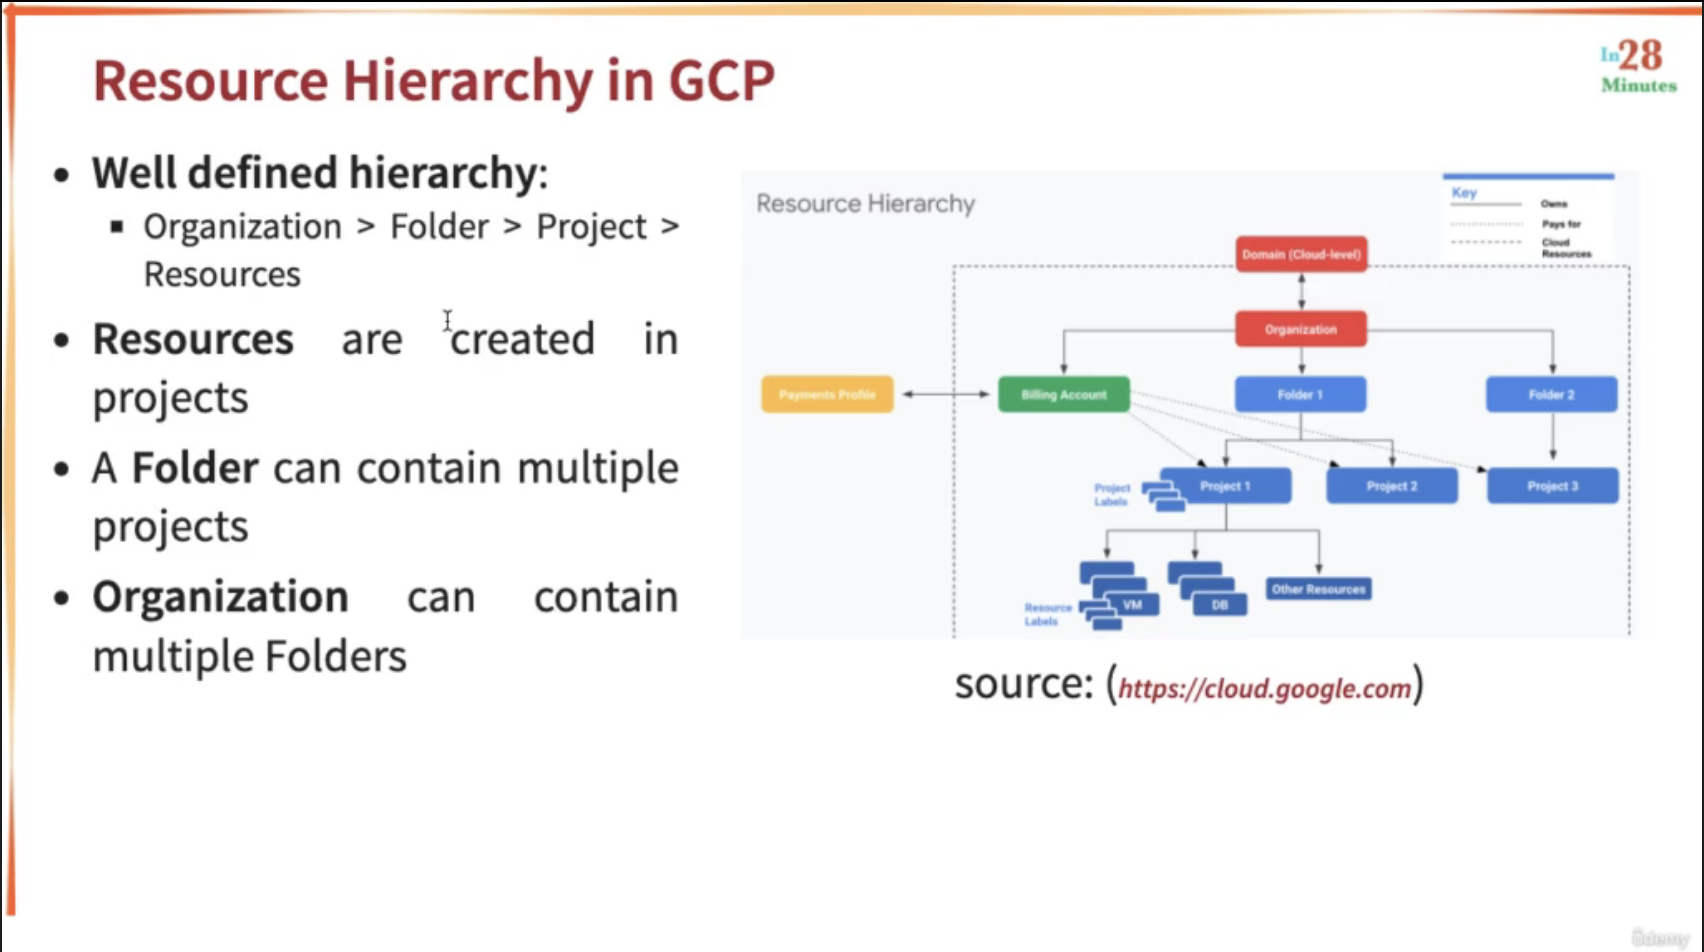 Resource Hierarchy in GCP
In28
Minutes
• Well defined hierarchy:
▪ Organization > Folder > Project >
Resources
• Resources are created in
projects
• A Folder can contain multiple
projects
• Organization can contain
multiple Folders
Resource Hierarchy
Key
Owns
Pays for
Cloud
Resources
Domain (Cloud-level)
Organization
Payments Profile
Billing Account
Folder 1
Folder 2
Project
Labels
Project 1
Project 2
Project 3
Resource
Labels
VM
DB
Other Resources
source: (https://cloud.google.com)
ûdemy